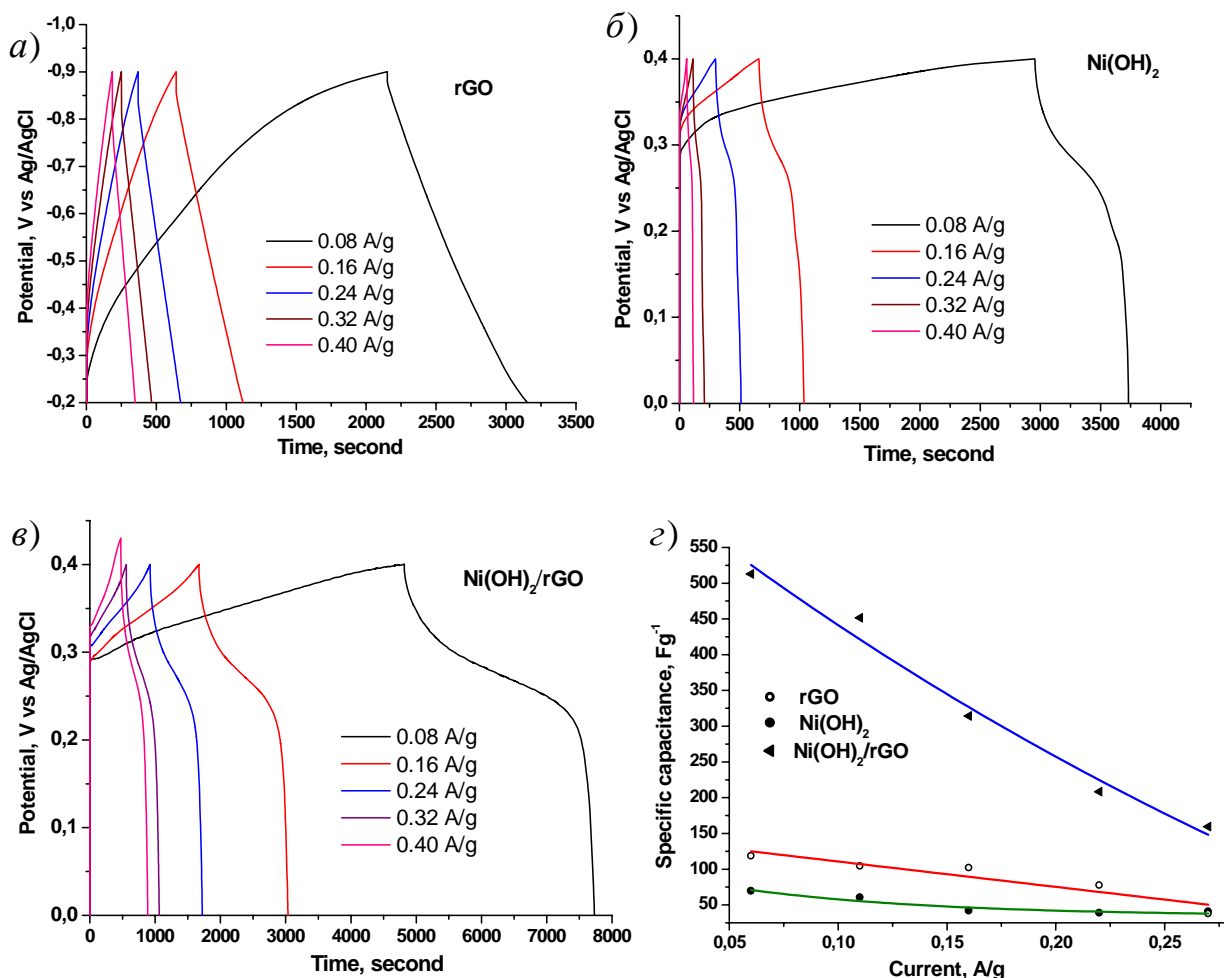 а)
-1,0
-0,9
-0,8
-0,7
-0,6
-0,5
-0,4
-0,3
-0,2
Potential, V vs Ag/AgCl
rGO
0.08 A/g
0.16 A/g
0.24 A/g
0.32 A/g
0.40 A/g
0 500 1000 1500 2000 2500 3000 3500
Time, second
б)
0,4
0,3
0,2
0,1
0,0
Potential, V vs Ag/AgCl
Ni(OH)₂
0.08 A/g
0.16 A/g
0.24 A/g
0.32 A/g
0.40 A/g
0 500 1000 1500 2000 2500 3000 3500 4000
Time, second
в)
0,4
0,3
0,2
0,1
0,0
Potential, V vs Ag/AgCl
Ni(OH)₂/rGO
0.08 A/g
0.16 A/g
0.24 A/g
0.32 A/g
0.40 A/g
0 1000 2000 3000 4000 5000 6000 7000 8000
Time, second
г)
550
500
450
400
350
300
250
200
150
100
50
Specific capacitance, Fg⁻¹
rGO
Ni(OH)₂
Ni(OH)₂/rGO
0,05 0,10 0,15 0,20 0,25
Current, A/g